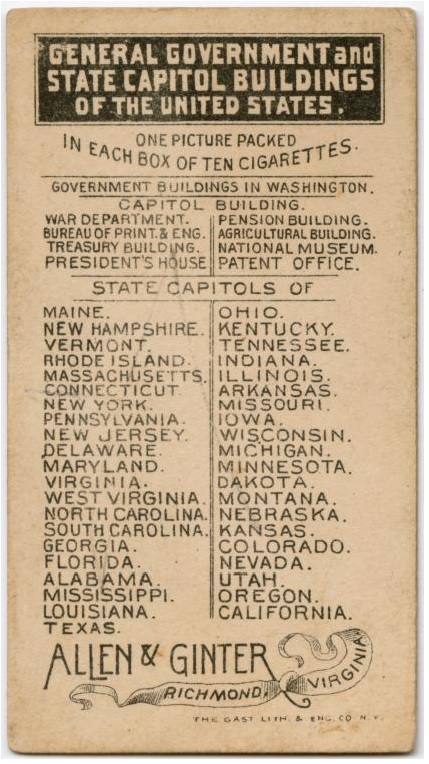 GENERAL GOVERNMENT and
STATE CAPITOL BUILDINGS
OF THE UNITED STATES.
ONE PICTURE PACKED
IN EACH BOX OF TEN CIGARETTES.
GOVERNMENT BUILDINGS IN WASHINGTON.
CAPITOL BUILDING.
WAR DEPARTMENT.
BUREAU OF PRINT. & ENG.
TREASURY BUILDING.
PRESIDENT'S HOUSE
PENSION BUILDING.
AGRICULTURAL BUILDING.
NATIONAL MUSEUM.
PATENT OFFICE.
STATE CAPITOLS OF
MAINE.
NEW HAMPSHIRE.
VERMONT.
RHODE ISLAND.
MASSACHUSETTS.
CONNECTICUT
NEW YORK.
PENNSYLVANIA.
NEW JERSEY.
DELAWARE.
MARYLAND.
VIRGINIA.
WEST VIRGINIA.
NORTH CAROLINA.
SOUTH CAROLINA.
GEORGIA.
FLORIDA.
ALABAMA.
MISSISSIPPI.
LOUISIANA.
TEXAS.
OHIO.
KENTUCKY.
TENNESSEE.
INDIANA.
ILLINOIS.
ARKANSAS.
MISSOURI.
IOWA.
WISCONSIN.
MICHIGAN.
MINNESOTA.
DAKOTA.
MONTANA.
NEBRASKA.
KANSAS.
COLORADO.
NEVADA.
UTAH.
OREGON.
CALIFORNIA.
ALLEN & GINTER
RICHMOND, VIRGINIA
THE GAST LITH. & ENG. CO N.Y.